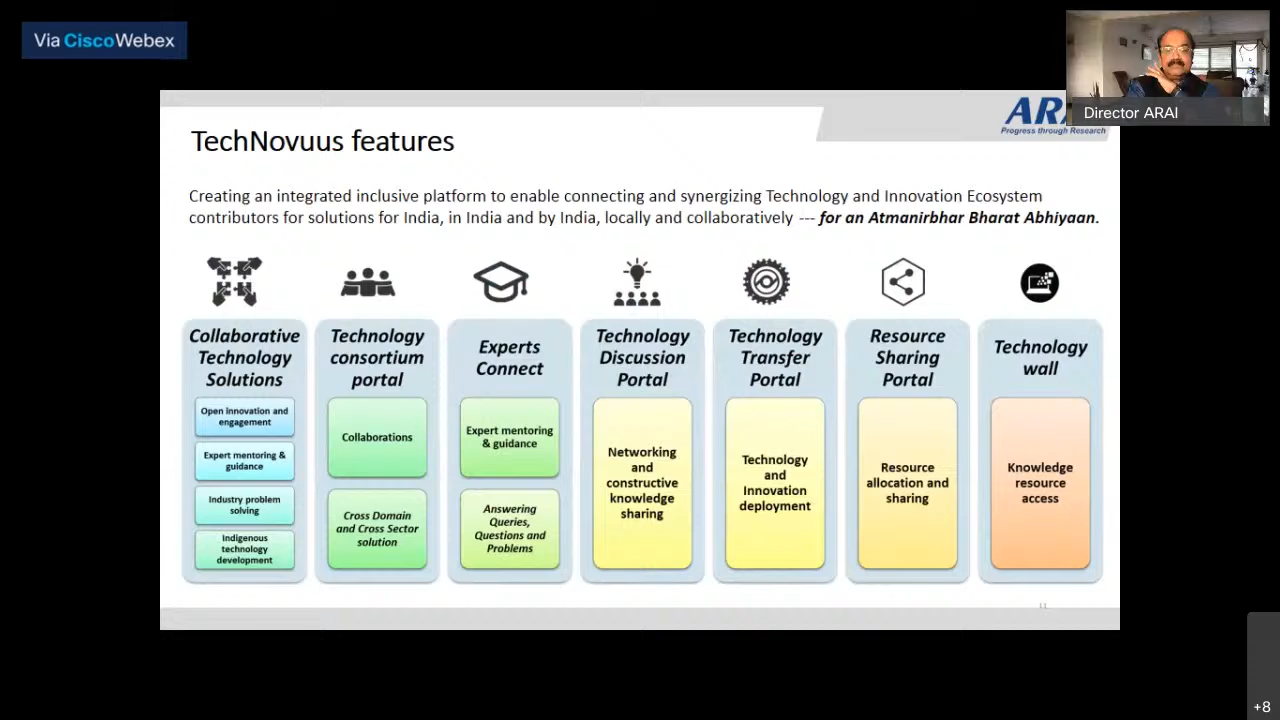 Via CiscoWebex
Director ARAI
Progress through Research
TechNovuus features
Creating an integrated inclusive platform to enable connecting and synergizing Technology and Innovation Ecosystem
contributors for solutions for India, in India and by India, locally and collaboratively --- for an Atmanirbhar Bharat Abhiyaan.
Collaborative
Technology
Solutions
Open innovation and
engagement
Expert mentoring &
guidance
Industry problem
solving
Indigenous
technology
development
Technology
consortium
portal
Collaborations
Cross Domain
and Cross Sector
solution
Experts
Connect
Expert mentoring
& guidance
Answering
Queries,
Questions and
Problems
Technology
Discussion
Portal
Networking
and
constructive
knowledge
sharing
Technology
Transfer
Portal
Technology
and
Innovation
deployment
Resource
Sharing
Portal
Resource
allocation and
sharing
Technology
wall
Knowledge
resource
access
11
+8